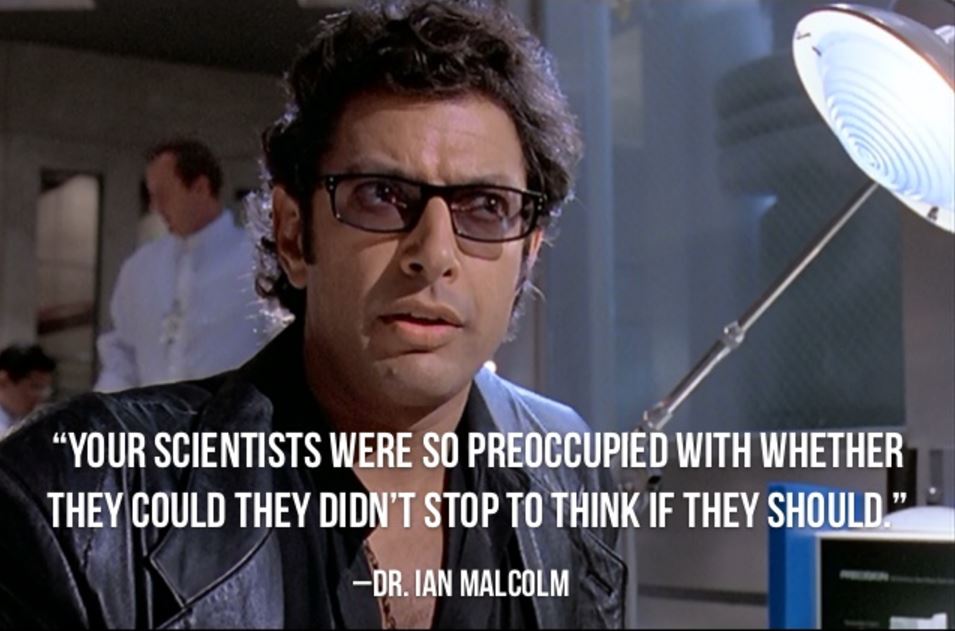 “YOUR SCIENTISTS WERE SO PREOCCUPIED WITH WHETHER
THEY COULD THEY DIDN’T STOP TO THINK IF THEY SHOULD.”
–DR. IAN MALCOLM
PRECISION